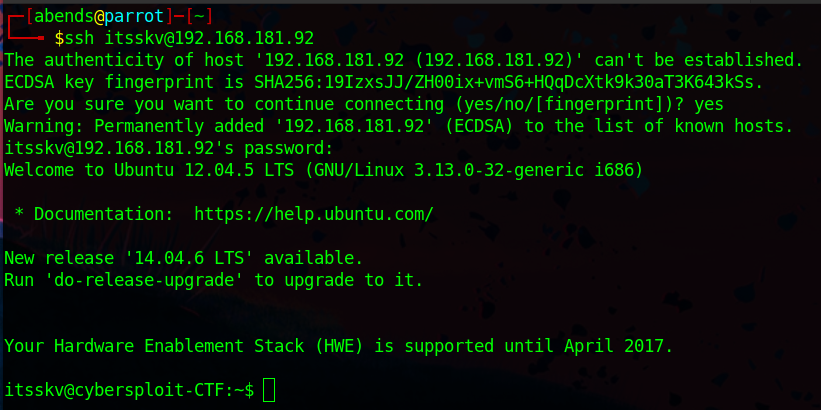 ┌─[abends@parrot]─[~]
└──╼ $ssh itsskv@192.168.181.92
The authenticity of host '192.168.181.92 (192.168.181.92)' can't be established.
ECDSA key fingerprint is SHA256:19IzxsJJ/ZH00ix+vmS6+HQqDcXtk9k30aT3K643kSs.
Are you sure you want to continue connecting (yes/no/[fingerprint])? yes
Warning: Permanently added '192.168.181.92' (ECDSA) to the list of known hosts.
itsskv@192.168.181.92's password:
Welcome to Ubuntu 12.04.5 LTS (GNU/Linux 3.13.0-32-generic i686)
* Documentation:  https://help.ubuntu.com/
New release '14.04.6 LTS' available.
Run 'do-release-upgrade' to upgrade to it.
Your Hardware Enablement Stack (HWE) is supported until April 2017.
itsskv@cybersploit-CTF:~$